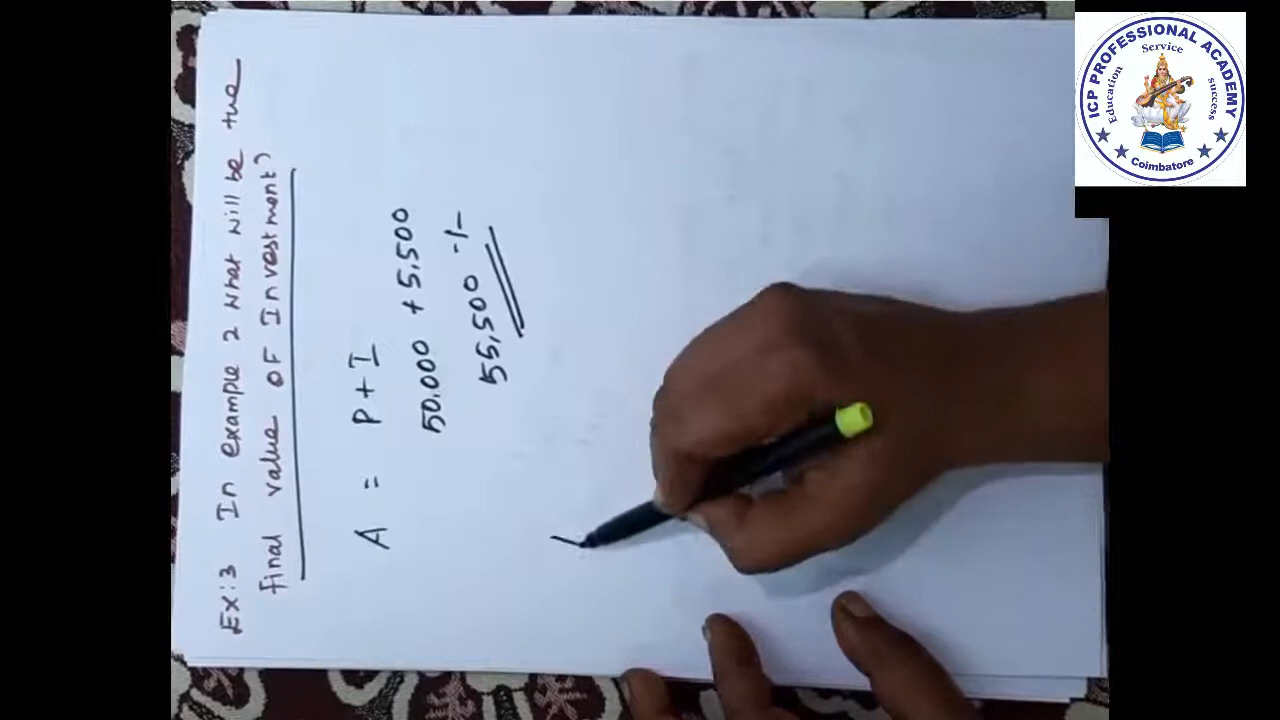 Ex:3 In example 2 what will be the
final value of Investment)
A = P + I
50,000 + 5,500
55,500 -/-
ICP PROFESSIONAL ACADEMY
Service
Education
success
Coimbatore